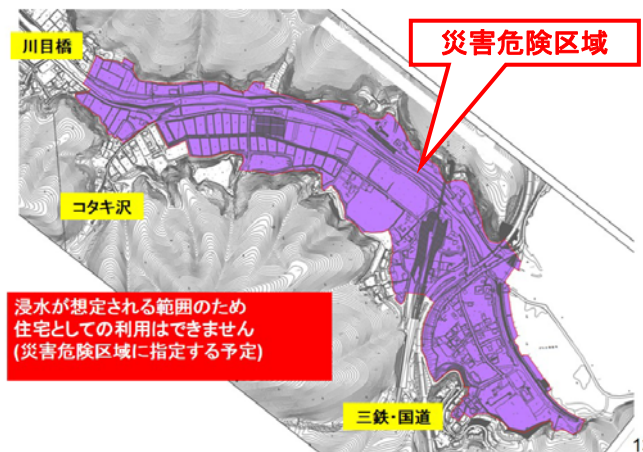 川目橋
災害危険区域
コタキ沢
浸水が想定される範囲のため
住宅としての利用はできません
(災害危険区域に指定する予定)
三鉄・国道
1